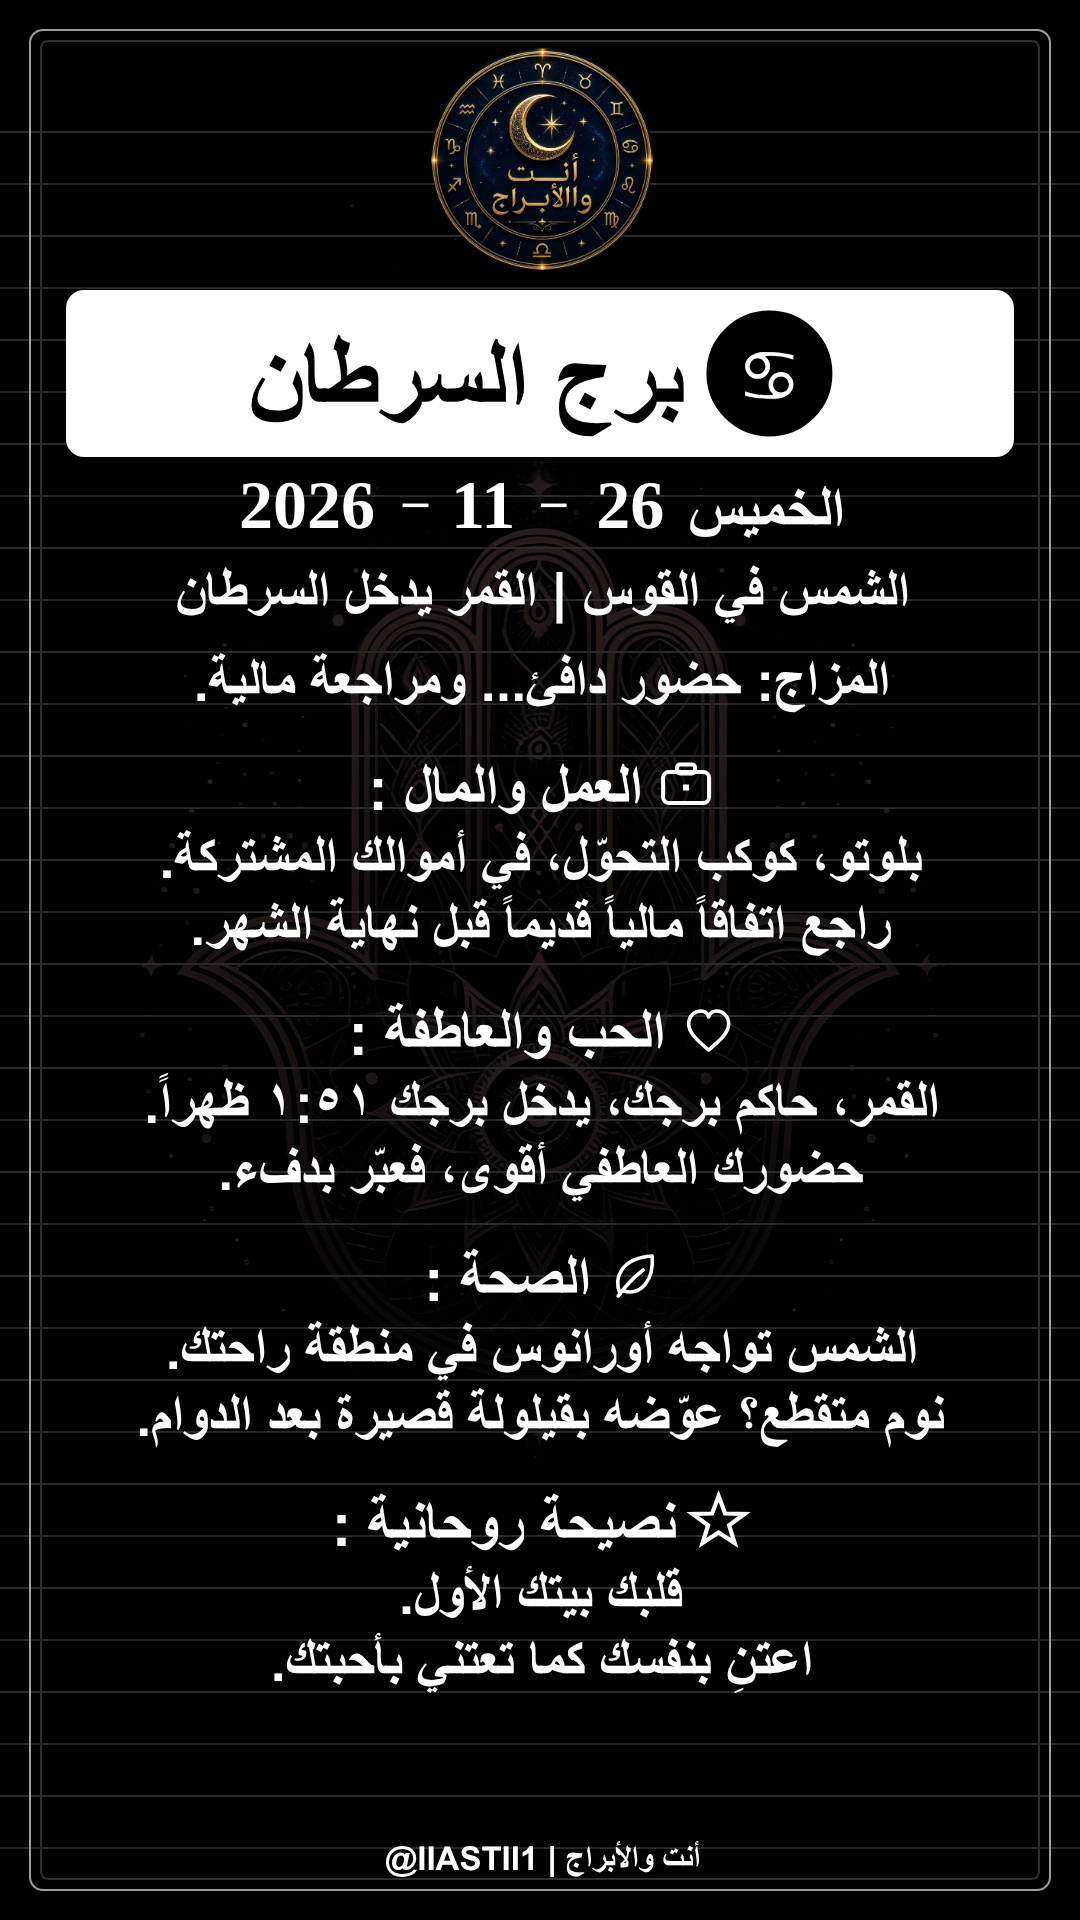 أنت
واالأبراج
برج السرطان
الخميس 26 - 11 - 2026
الشمس في القوس | القمر يدخل السرطان
المزاج: حضور دافئ... ومراجعة مالية.
العمل والمال :
بلوتو، كوكب التحوّل، في أموالك المشتركة.
راجع اتفاقاً مالياً قديماً قبل نهاية الشهر.
الحب والعاطفة :
القمر، حاكم برجك، يدخل برجك ١:٥١ ظهراً.
حضورك العاطفي أقوى، فعبّر بدفء.
الصحة :
الشمس تواجه أورانوس في منطقة راحتك.
نوم متقطع؟ عوّضه بقيلولة قصيرة بعد الدوام.
نصيحة روحانية :
قلبك بيتك الأول.
اعتنِ بنفسك كما تعتني بأحبتك.
أنت والأبراج | @IIASTII1